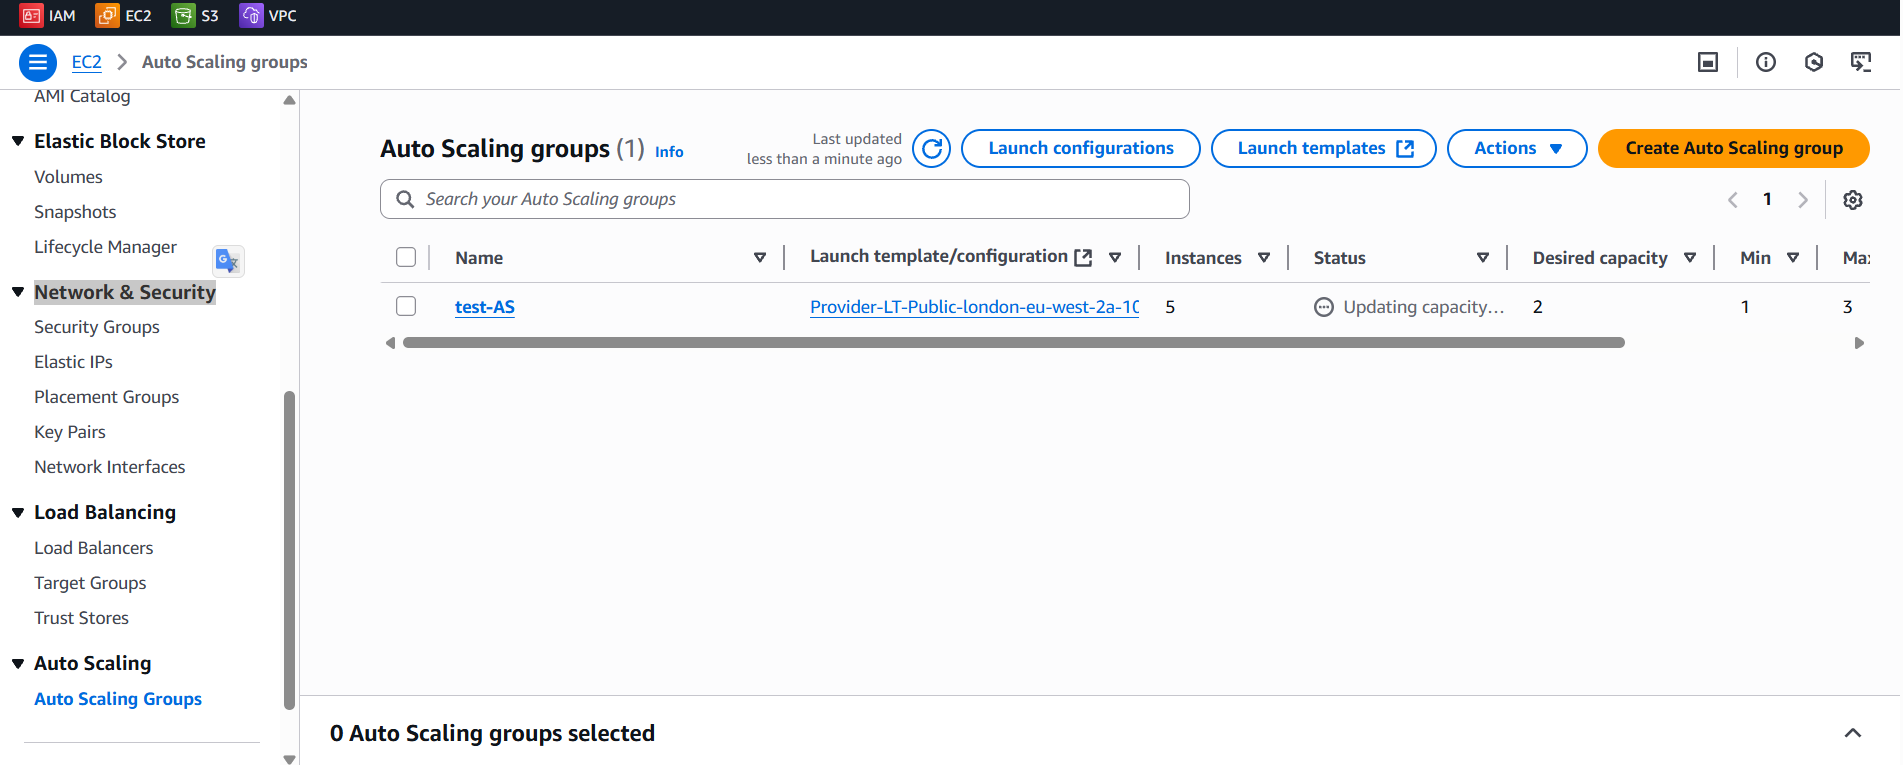 IAM EC2 S3 VPC
EC2 Auto Scaling groups
AMI Catalog
Elastic Block Store
Volumes
Snapshots
Lifecycle Manager
Network & Security
Security Groups
Elastic IPs
Placement Groups
Key Pairs
Network Interfaces
Load Balancing
Load Balancers
Target Groups
Trust Stores
Auto Scaling
Auto Scaling Groups
Auto Scaling groups (1) Info
Last updated
less than a minute ago
Launch configurations
Launch templates
Actions
Create Auto Scaling group
Search your Auto Scaling groups
1
Name Launch template/configuration Instances Status Desired capacity Min Max
test-AS Provider-LT-Public-london-eu-west-2a-10 5 Updating capacity... 2 1 3
0 Auto Scaling groups selected